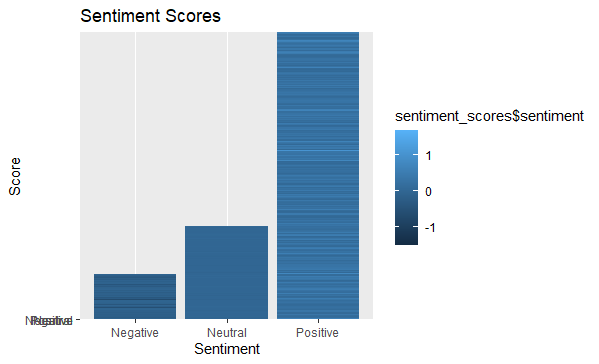 Sentiment Scores
Score
Negative
Neutral
Positive
Sentiment
sentiment_scores$sentiment
1
0
-1